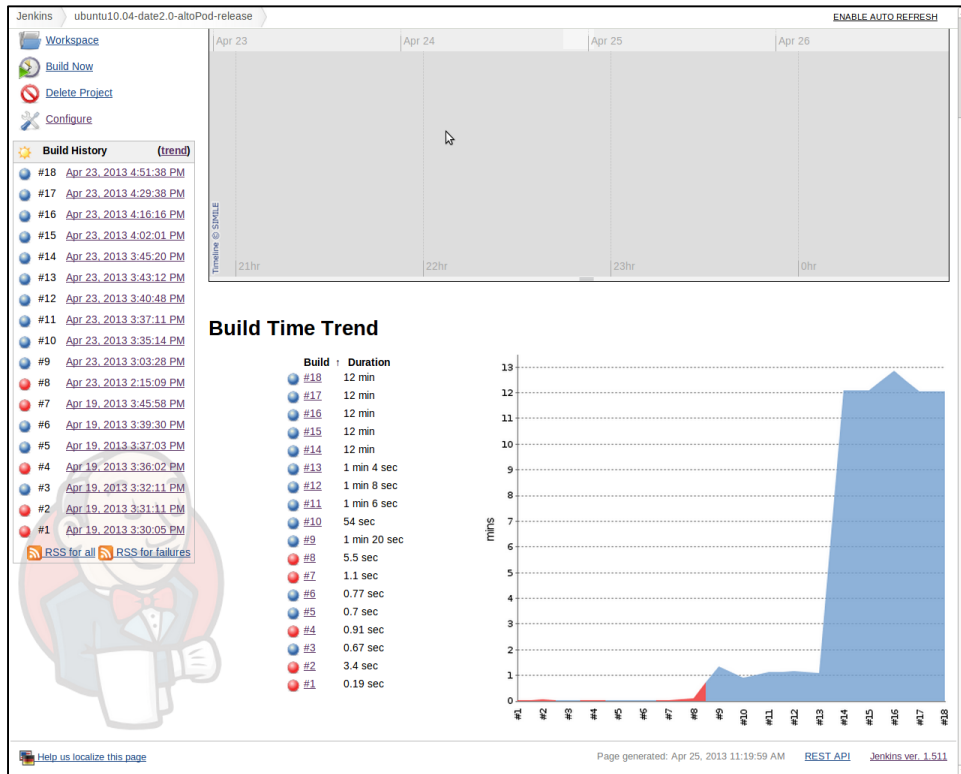 Jenkins ubuntu10.04-date2.0-altoPod-release ENABLE AUTO REFRESH
Workspace
Build Now
Delete Project
Configure
Build History (trend)
#18 Apr 23, 2013 4:51:38 PM
#17 Apr 23, 2013 4:29:38 PM
#16 Apr 23, 2013 4:16:16 PM
#15 Apr 23, 2013 4:02:01 PM
#14 Apr 23, 2013 3:45:20 PM
#13 Apr 23, 2013 3:43:12 PM
#12 Apr 23, 2013 3:40:48 PM
#11 Apr 23, 2013 3:37:11 PM
#10 Apr 23, 2013 3:35:14 PM
#9 Apr 23, 2013 3:03:28 PM
#8 Apr 23, 2013 2:15:09 PM
#7 Apr 19, 2013 3:45:58 PM
#6 Apr 19, 2013 3:39:30 PM
#5 Apr 19, 2013 3:37:03 PM
#4 Apr 19, 2013 3:36:02 PM
#3 Apr 19, 2013 3:32:11 PM
#2 Apr 19, 2013 3:31:11 PM
#1 Apr 19, 2013 3:30:05 PM
RSS for all RSS for failures
Apr 23 Apr 24 Apr 25 Apr 26
Timeline © SIMILE
21hr 22hr 23hr 0hr
Build Time Trend
Build ↑ Duration
#18 12 min
#17 12 min
#16 12 min
#15 12 min
#14 12 min
#13 1 min 4 sec
#12 1 min 8 sec
#11 1 min 6 sec
#10 54 sec
#9 1 min 20 sec
#8 5.5 sec
#7 1.1 sec
#6 0.77 sec
#5 0.7 sec
#4 0.91 sec
#3 0.67 sec
#2 3.4 sec
#1 0.19 sec
mins
13
12
11
10
9
8
7
6
5
4
3
2
1
0
#1 #2 #3 #4 #5 #6 #7 #8 #9 #10 #11 #12 #13 #14 #15 #16 #17 #18
Help us localize this page Page generated: Apr 25, 2013 11:19:59 AM REST API Jenkins ver. 1.511